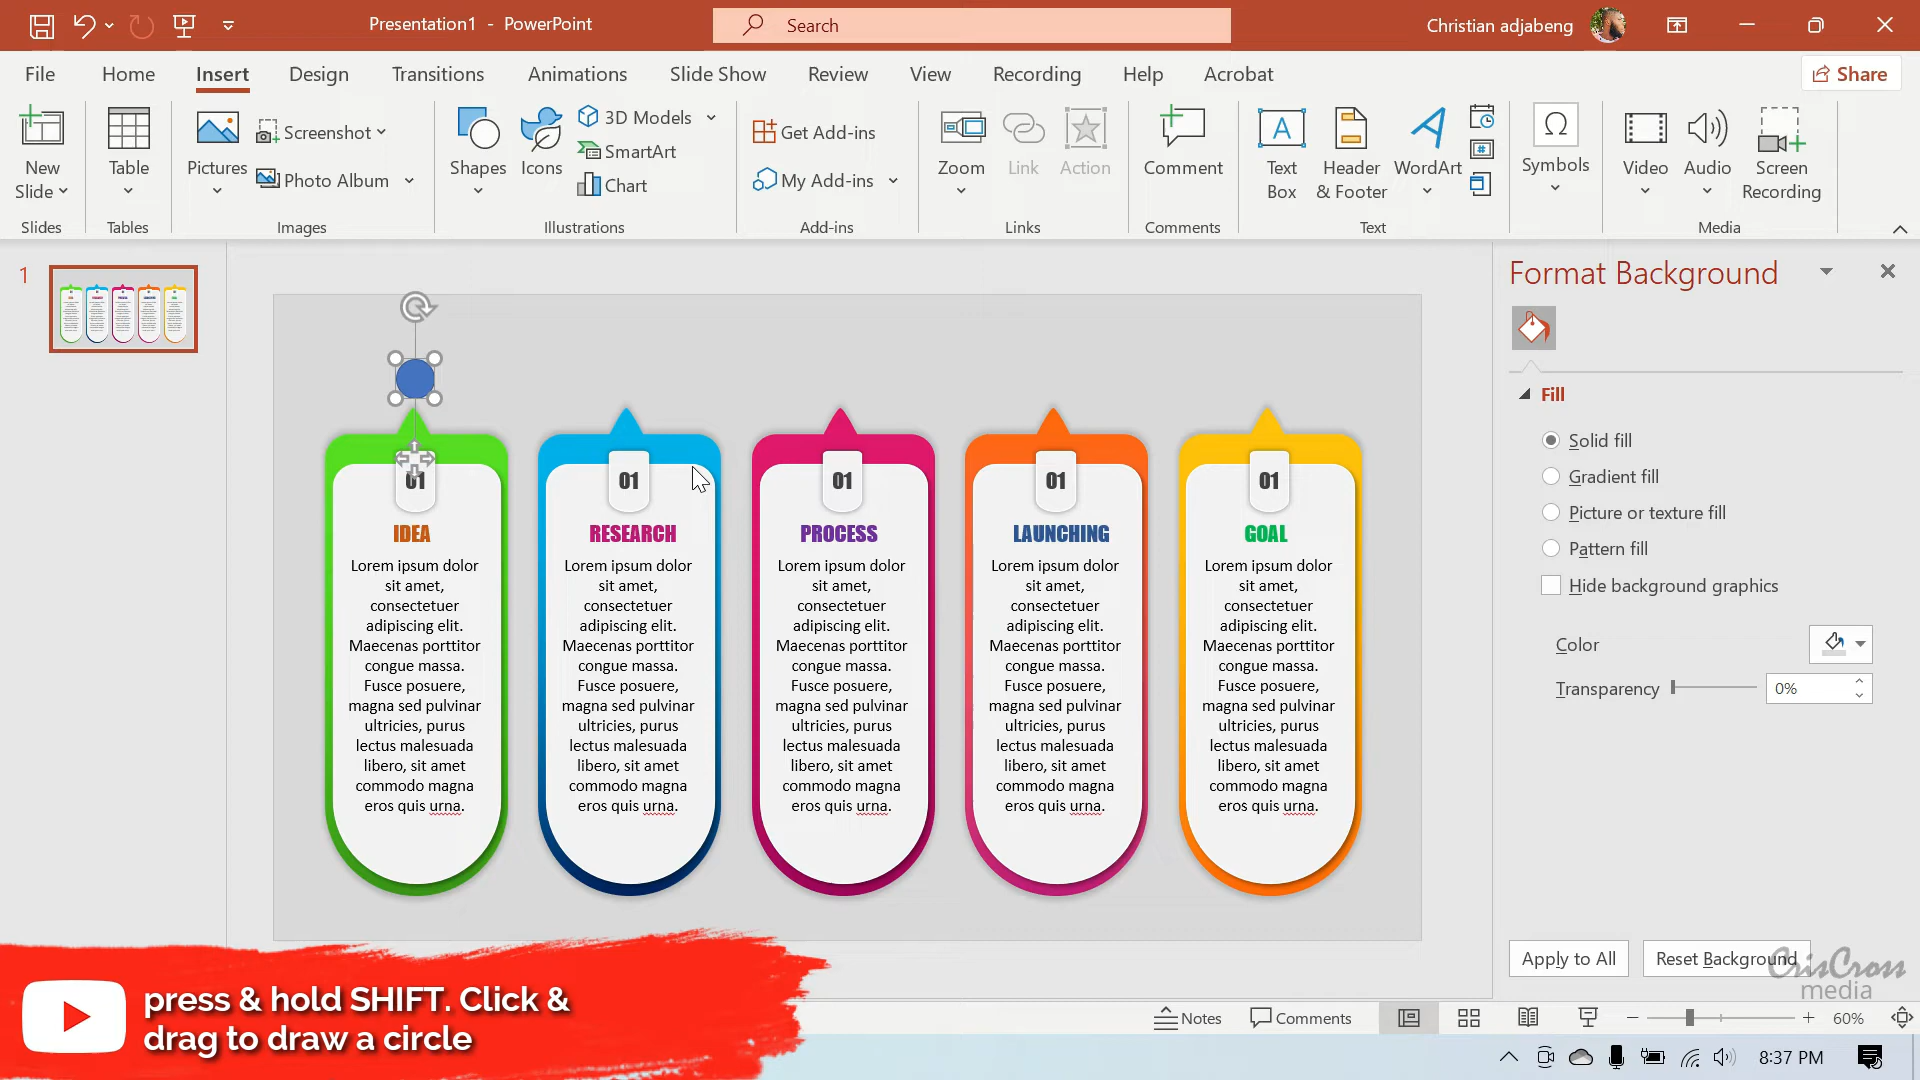 Presentation1 - PowerPoint
Search
Christian adjabeng
File Home Insert Design Transitions Animations Slide Show Review View Recording Help Acrobat
Share
New Slide
Slides
Table
Tables
Pictures
Screenshot
Photo Album
Images
Shapes
Icons
3D Models
SmartArt
Chart
Illustrations
Get Add-ins
My Add-ins
Add-ins
Zoom
Link
Action
Links
Comment
Comments
Text Box
Header & Footer
WordArt
Text
Symbols
Video
Audio
Screen Recording
Media
1
01
IDEA
Lorem ipsum dolor
sit amet,
consectetuer
adipiscing elit.
Maecenas porttitor
congue massa.
Fusce posuere,
magna sed pulvinar
ultricies, purus
lectus malesuada
libero, sit amet
commodo magna
eros quis urna.
01
RESEARCH
Lorem ipsum dolor
sit amet,
consectetuer
adipiscing elit.
Maecenas porttitor
congue massa.
Fusce posuere,
magna sed pulvinar
ultricies, purus
lectus malesuada
libero, sit amet
commodo magna
eros quis urna.
01
PROCESS
Lorem ipsum dolor
sit amet,
consectetuer
adipiscing elit.
Maecenas porttitor
congue massa.
Fusce posuere,
magna sed pulvinar
ultricies, purus
lectus malesuada
libero, sit amet
commodo magna
eros quis urna.
01
LAUNCHING
Lorem ipsum dolor
sit amet,
consectetuer
adipiscing elit.
Maecenas porttitor
congue massa.
Fusce posuere,
magna sed pulvinar
ultricies, purus
lectus malesuada
libero, sit amet
commodo magna
eros quis urna.
01
GOAL
Lorem ipsum dolor
sit amet,
consectetuer
adipiscing elit.
Maecenas porttitor
congue massa.
Fusce posuere,
magna sed pulvinar
ultricies, purus
lectus malesuada
libero, sit amet
commodo magna
eros quis urna.
Format Background
Fill
Solid fill
Gradient fill
Picture or texture fill
Pattern fill
Hide background graphics
Color
Transparency
0%
Apply to All
Reset Background
CrisCross
media
press & hold SHIFT. Click &
drag to draw a circle
Notes
Comments
60%
8:37 PM